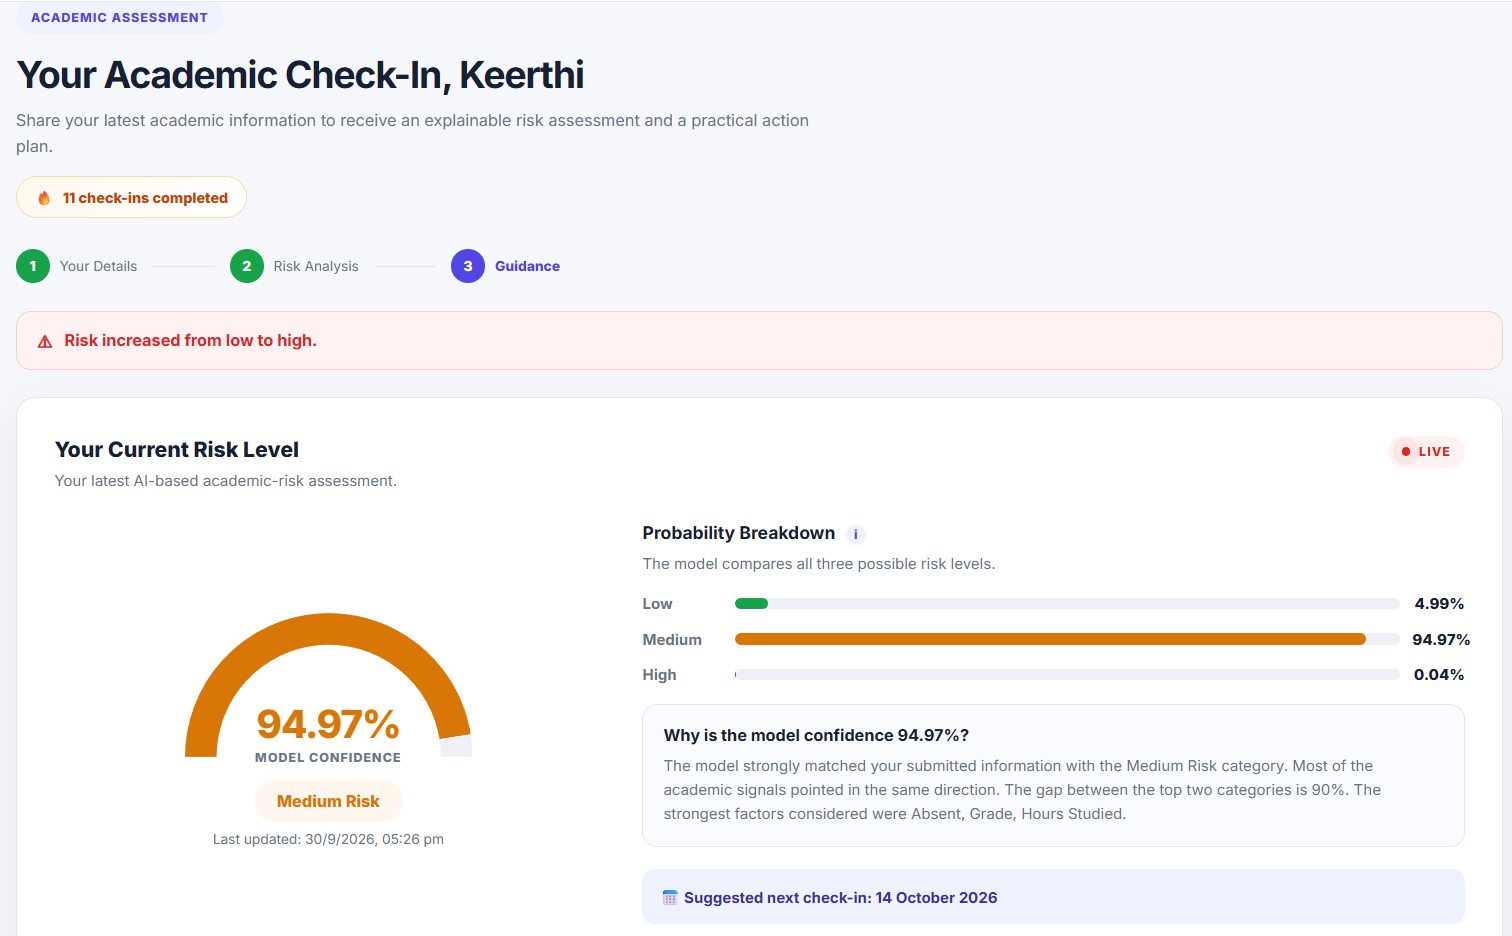 ACADEMIC ASSESSMENT
Your Academic Check-In, Keerthi
Share your latest academic information to receive an explainable risk assessment and a practical action
plan.
11 check-ins completed
1 Your Details 2 Risk Analysis 3 Guidance
Risk increased from low to high.
Your Current Risk Level
LIVE
Your latest AI-based academic-risk assessment.
94.97%
MODEL CONFIDENCE
Medium Risk
Last updated: 30/9/2026, 05:26 pm
Probability Breakdown i
The model compares all three possible risk levels.
Low 4.99%
Medium 94.97%
High 0.04%
Why is the model confidence 94.97%?
The model strongly matched your submitted information with the Medium Risk category. Most of the
academic signals pointed in the same direction. The gap between the top two categories is 90%. The
strongest factors considered were Absent, Grade, Hours Studied.
Suggested next check-in: 14 October 2026